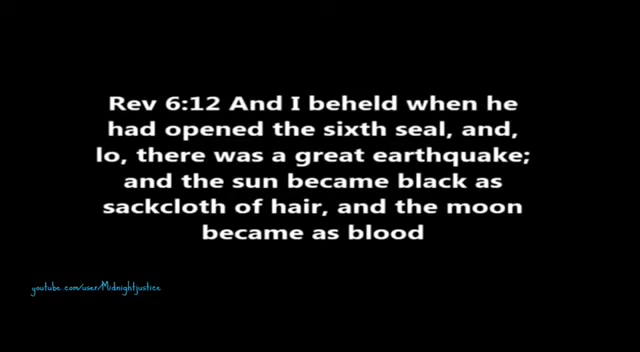 Rev 6:12 And I beheld when he
had opened the sixth seal, and,
lo, there was a great earthquake;
and the sun became black as
sackcloth of hair, and the moon
became as blood
youtube.com/user/Midnightjustice